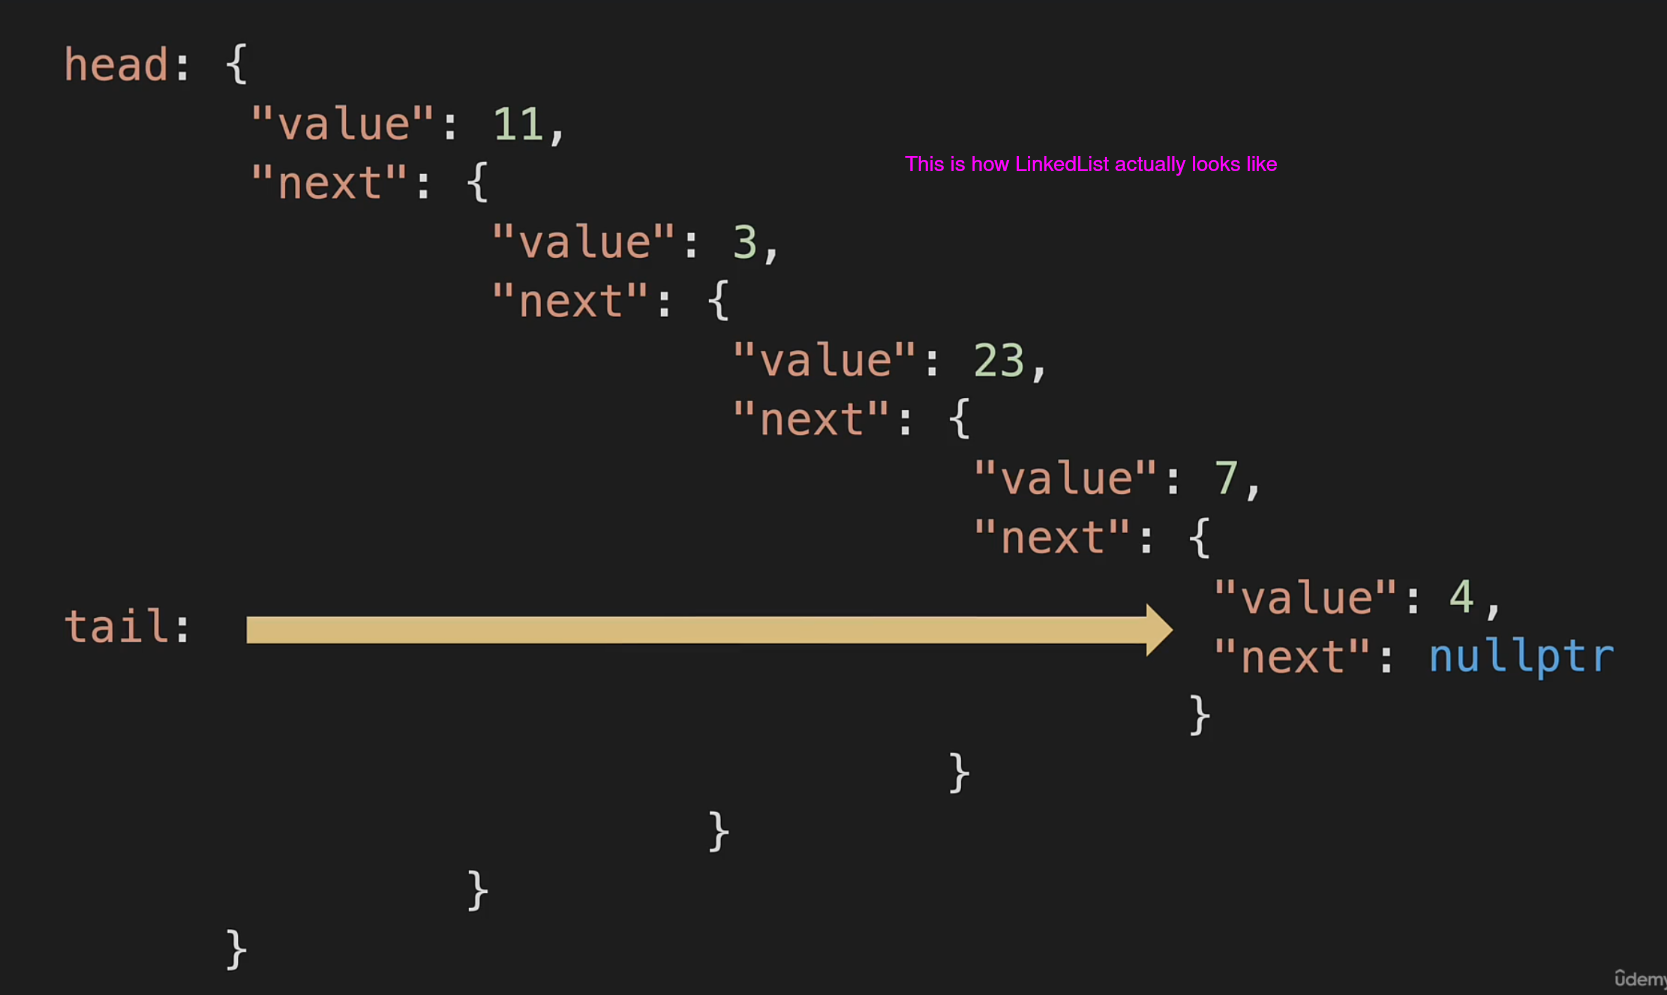 head: {
"value": 11,
This is how LinkedList actually looks like
"next": {
"value": 3,
"next": {
"value": 23,
"next": {
"value": 7,
"next": {
"value": 4,
tail:
"next": nullptr
}
}
}
}
}
ûdemy